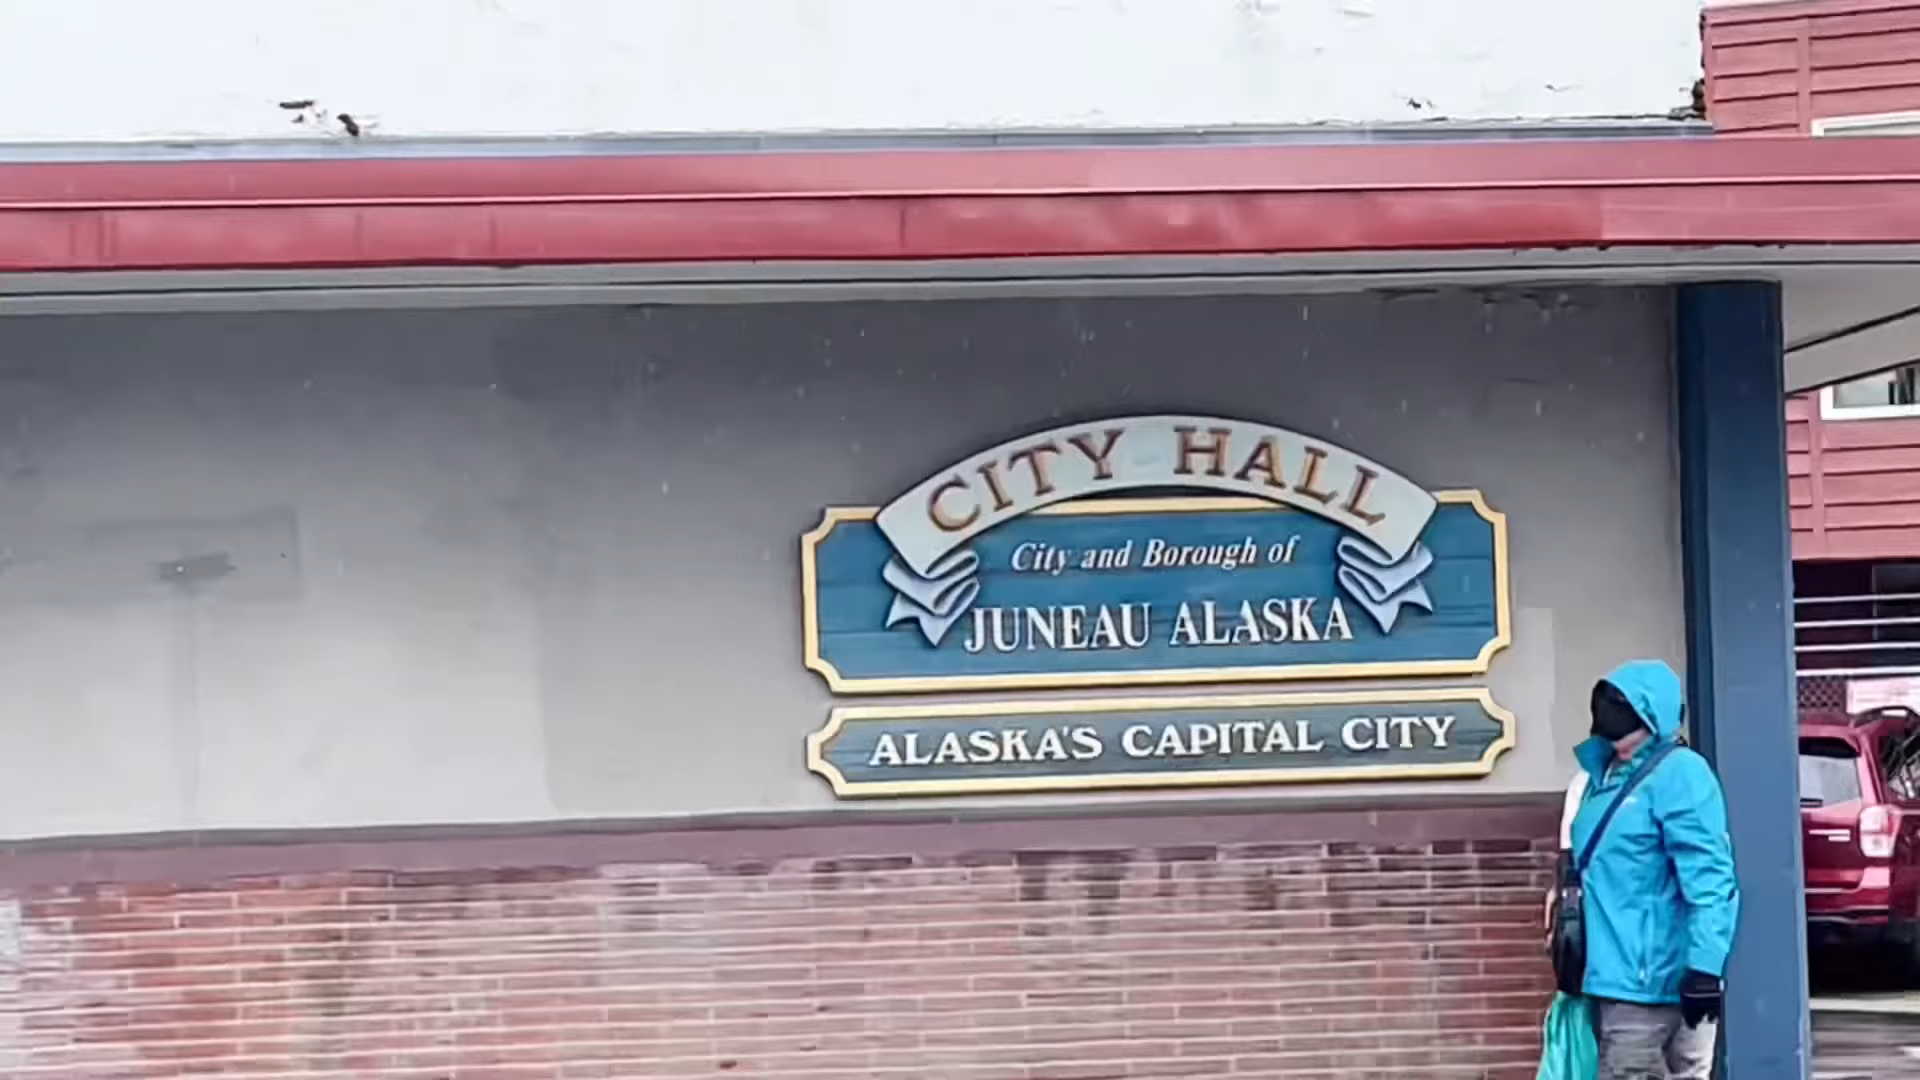 CITY HALL
City and Borough of
JUNEAU ALASKA
ALASKA'S CAPITAL CITY